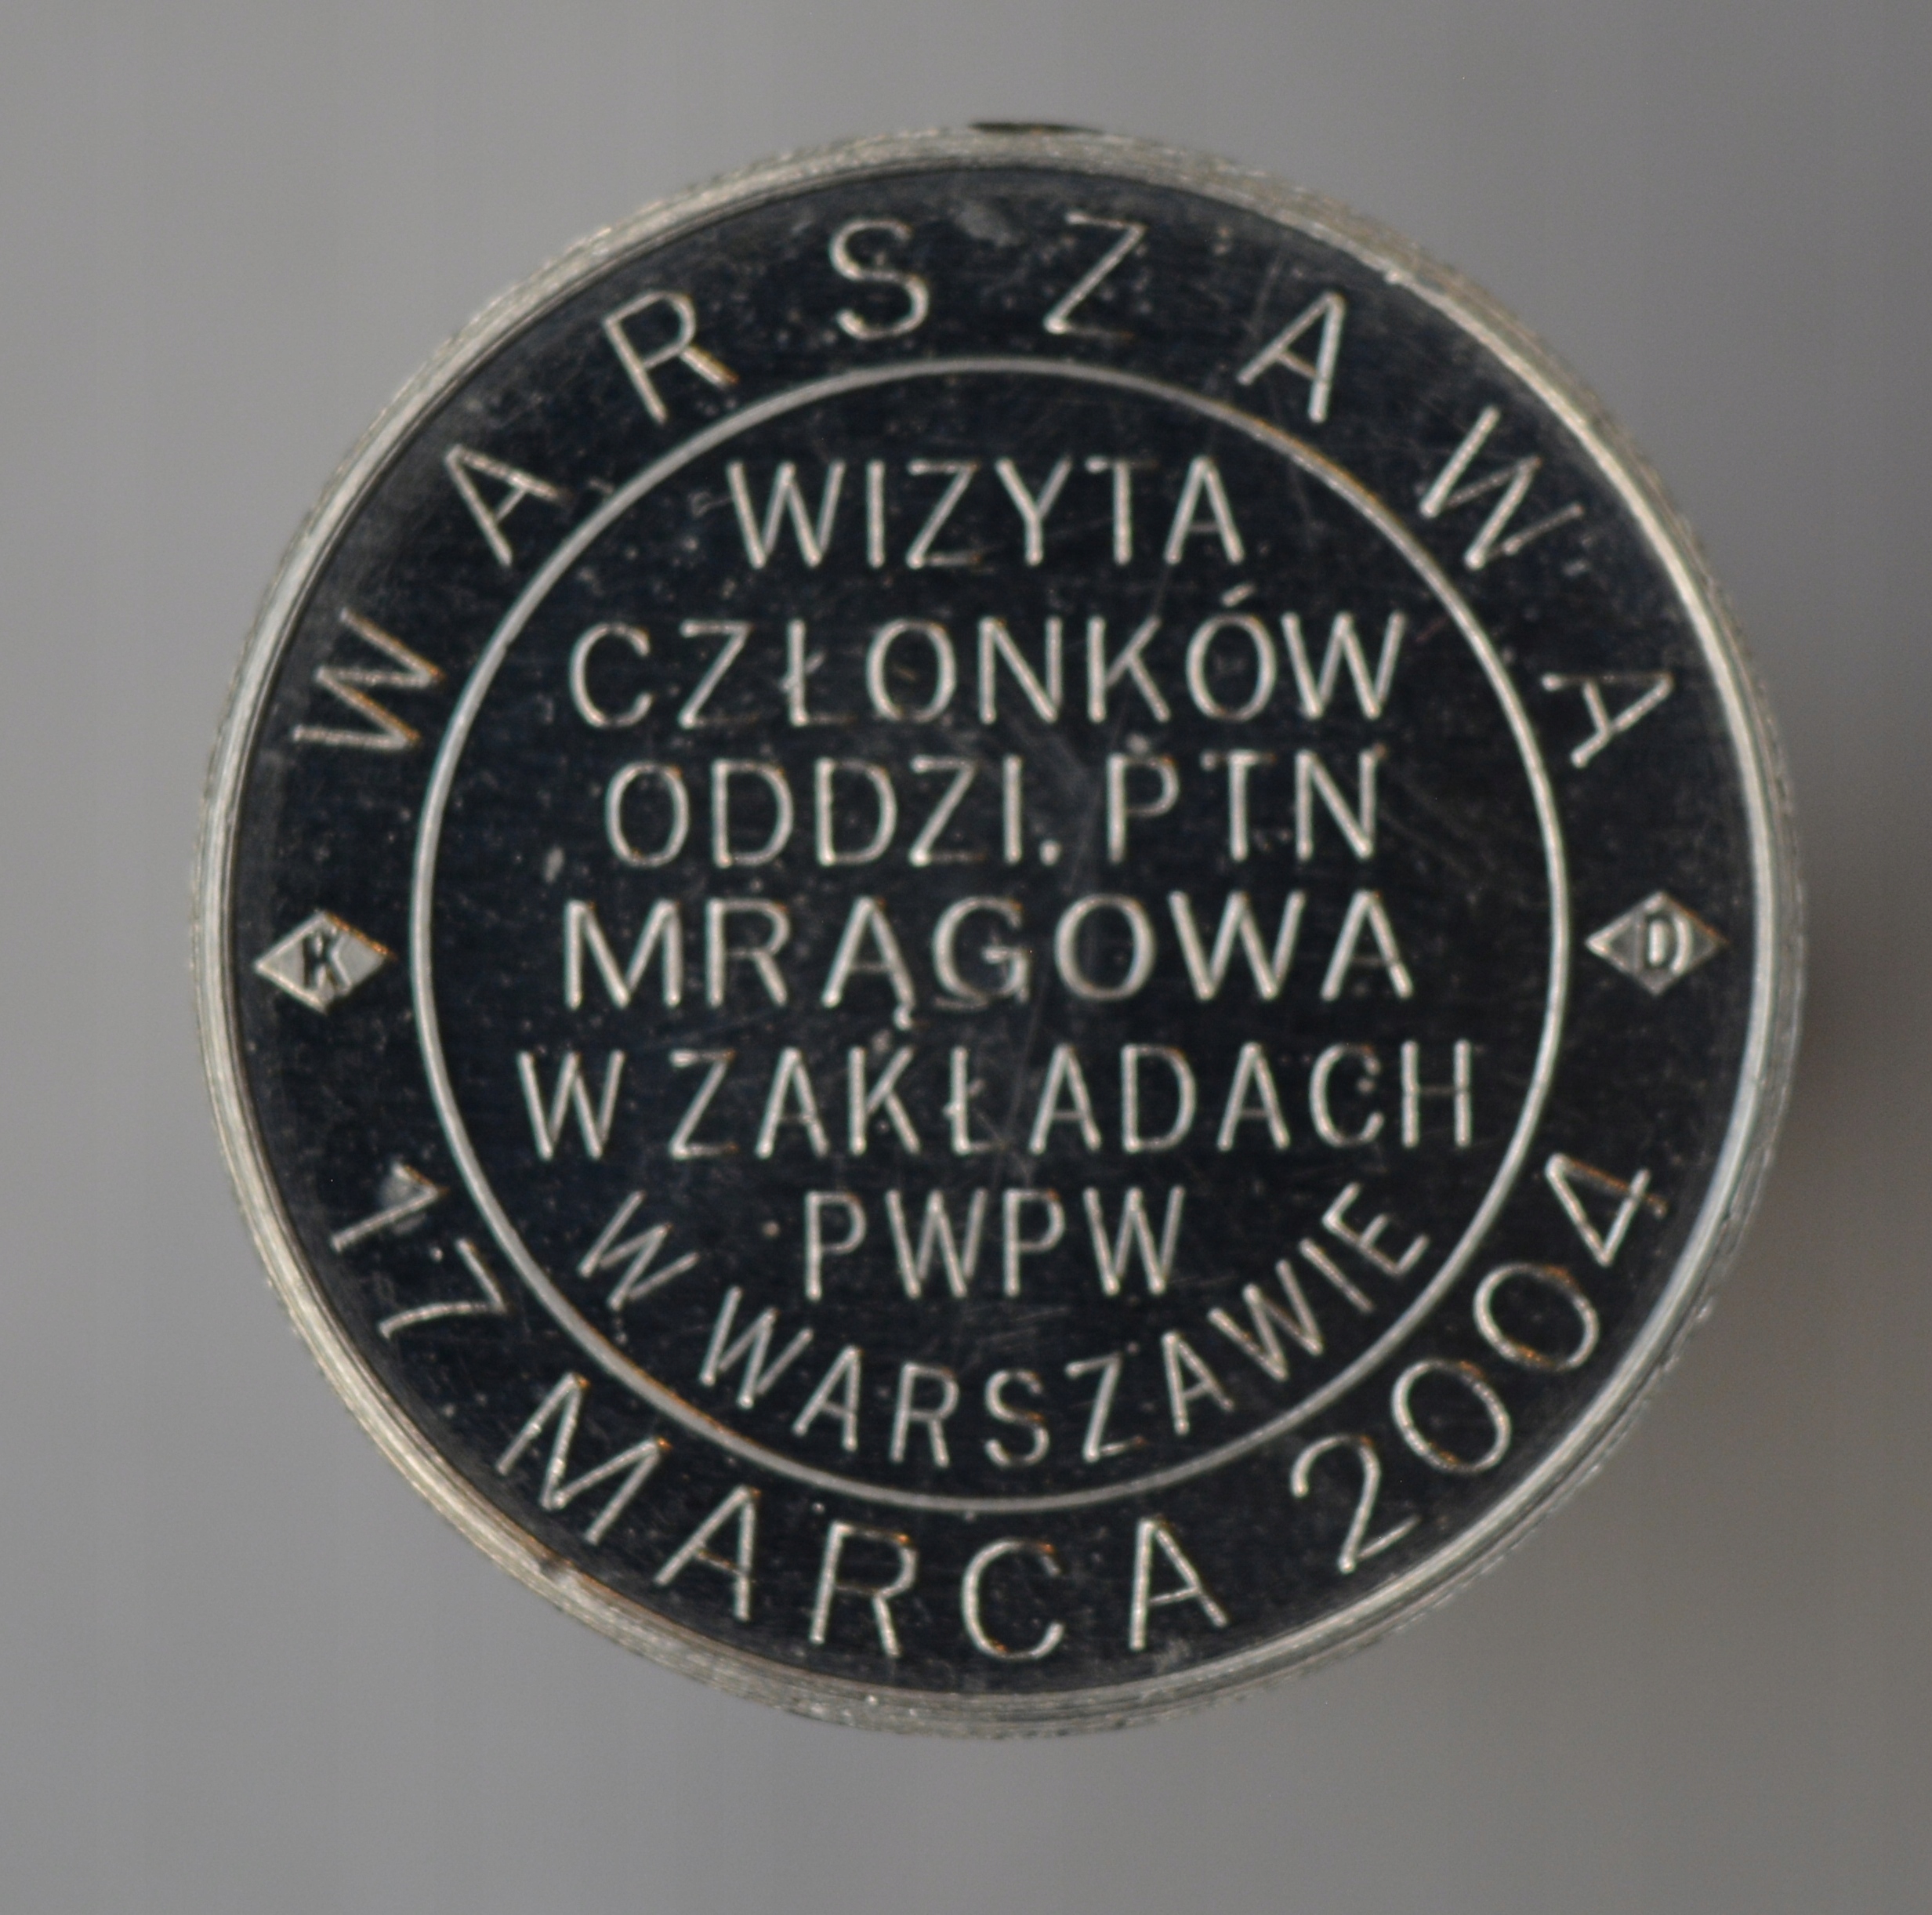 WARSZAWA
WIZYTA
CZŁONKÓW
ODDZI. PTN
MRĄGOWA
W ZAKŁADACH
PWPW
W WARSZAWIE
K
D
17 MARCA 2004